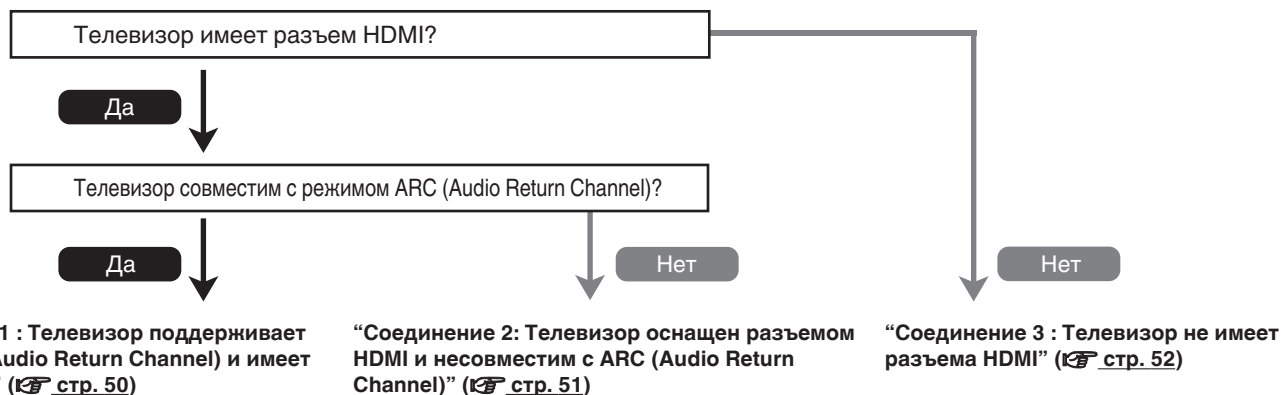 Телевизор имеет разъем HDMI?
Да
Телевизор совместим с режимом ARC (Audio Return Channel)?
Да
Нет
Нет
1 : Телевизор поддерживает
Audio Return Channel) и имеет
” (стр. 50)
“Соединение 2: Телевизор оснащен разъемом
HDMI и несовместим с ARC (Audio Return
Channel)” (стр. 51)
“Соединение 3 : Телевизор не имеет
разъема HDMI” (стр. 52)